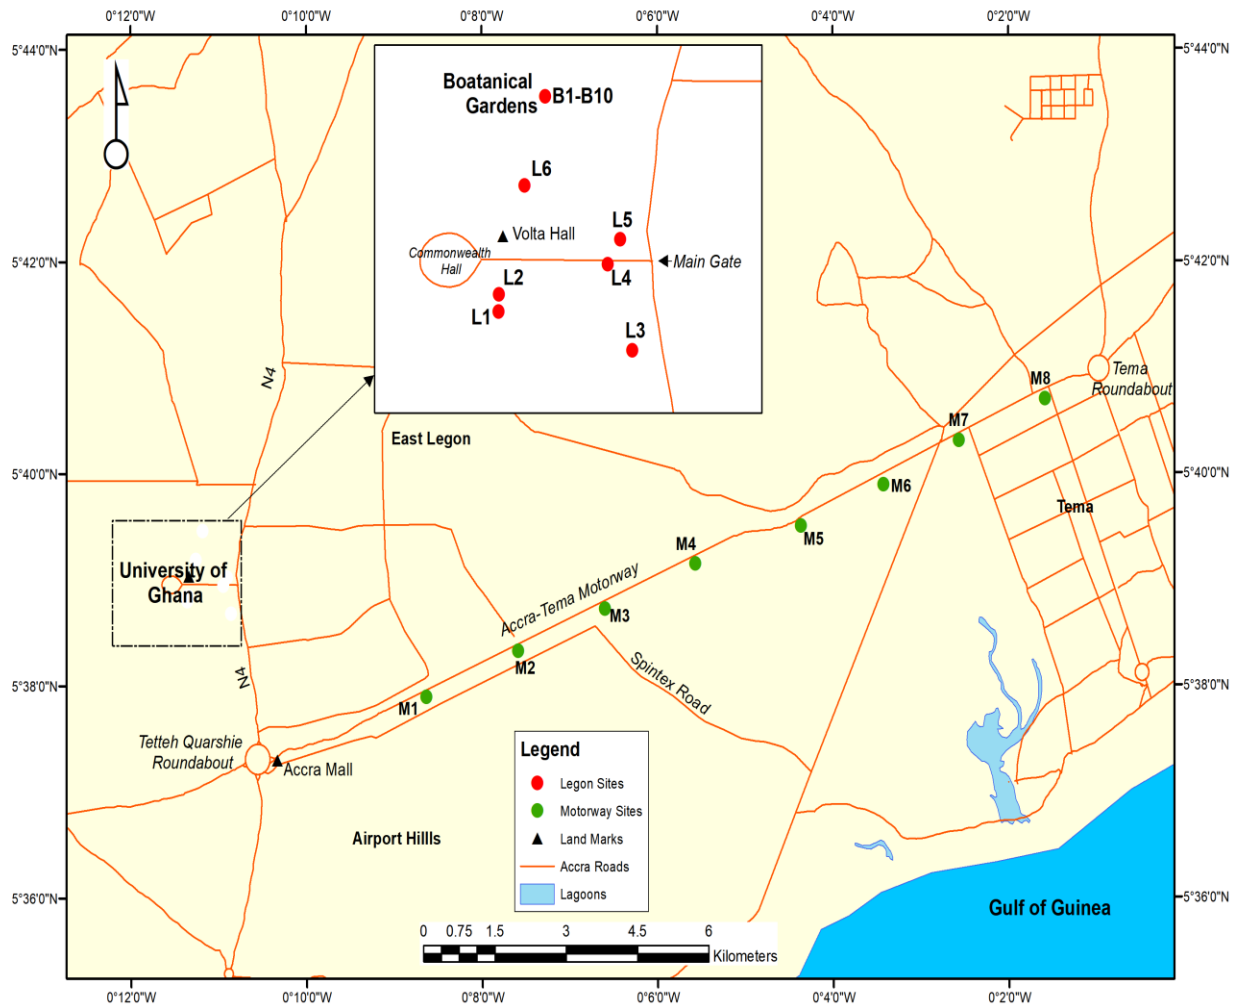 0°12'0"W 0°10'0"W 0°8'0"W 0°6'0"W 0°4'0"W 0°2'0"W
5°44'0"N 5°44'0"N
Boatanical
Gardens B1-B10
L6
L5
Volta Hall
Commonwealth
Hall
Main Gate
L2
L4
L1
L3
5°42'0"N 5°42'0"N
N4
East Legon
M8
Tema
Roundabout
M7
5°40'0"N 5°40'0"N
M6
Tema
M5
M4
University of
Ghana
Accra-Tema Motorway
M3
M2
Spintex Road
N4
5°38'0"N 5°38'0"N
M1
Tetteh Quarshie
Roundabout
Accra Mall
Airport Hillls
Legend
Legon Sites
Motorway Sites
Land Marks
Accra Roads
Lagoons
5°36'0"N 5°36'0"N
Gulf of Guinea
0 0.75 1.5 3 4.5 6
Kilometers
0°12'0"W 0°10'0"W 0°8'0"W 0°6'0"W 0°4'0"W 0°2'0"W